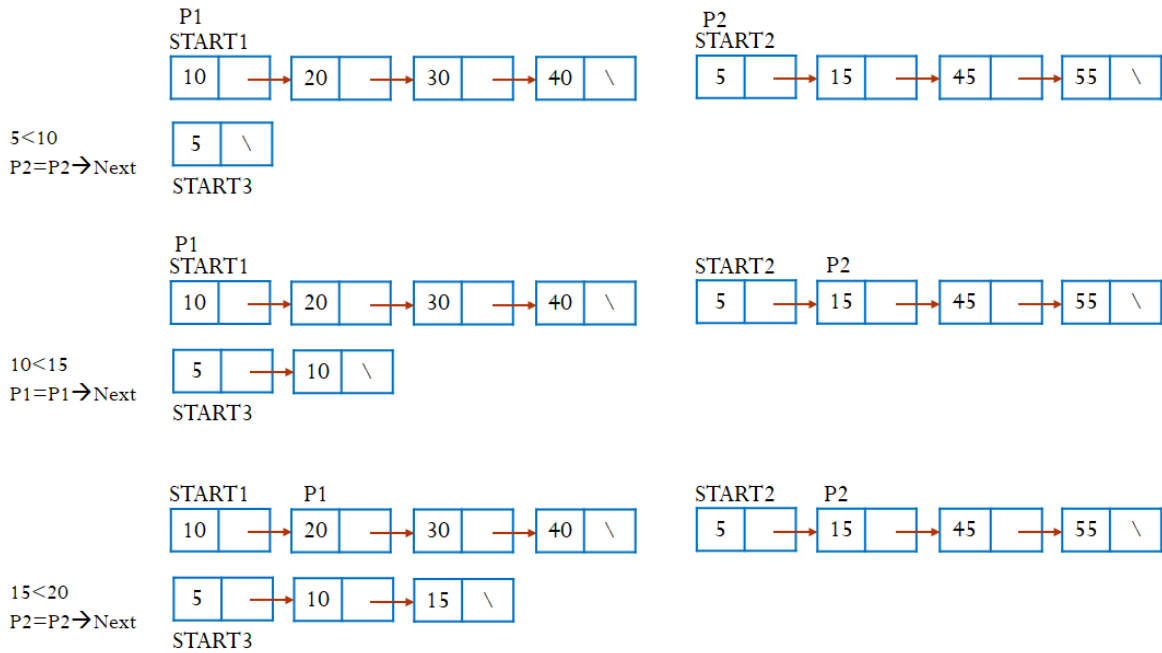 P1 P2
START1 START2
10 20 30 40 \ 5 15 45 55 \
5<10
P2=P2→Next
5 \
START3
P1
START1 START2 P2
10 20 30 40 \ 5 15 45 55 \
10<15
P1=P1→Next
5 10 \
START3
START1 P1 START2 P2
10 20 30 40 \ 5 15 45 55 \
15<20
P2=P2→Next
5 10 15 \
START3